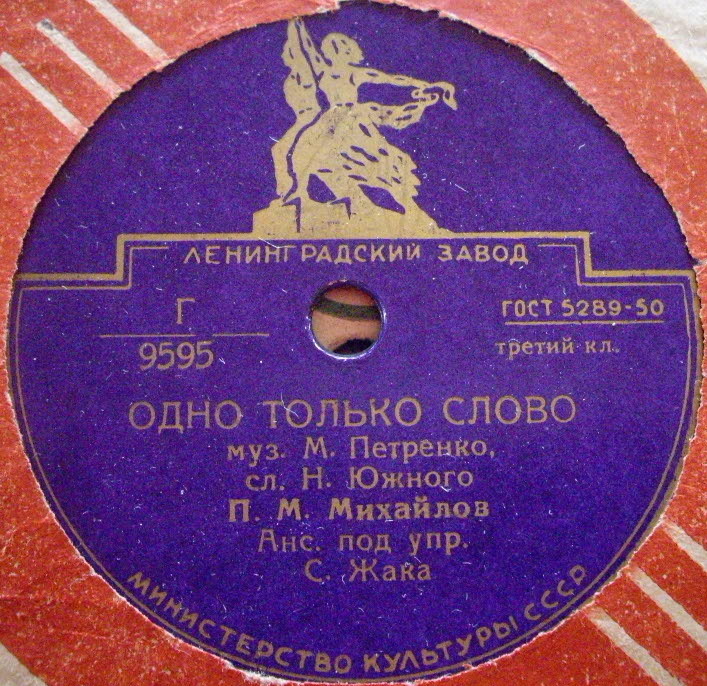 ЛЕНИНГРАДСКИЙ ЗАВОД
Г
9595
ГОСТ 5289-50
третий кл.
ОДНО ТОЛЬКО СЛОВО
муз. М. Петренко,
сл. Н. Южного
П. М. Михайлов
Анс. под упр.
С. Жака
МИНИСТЕРСТВО КУЛЬТУРЫ СССР